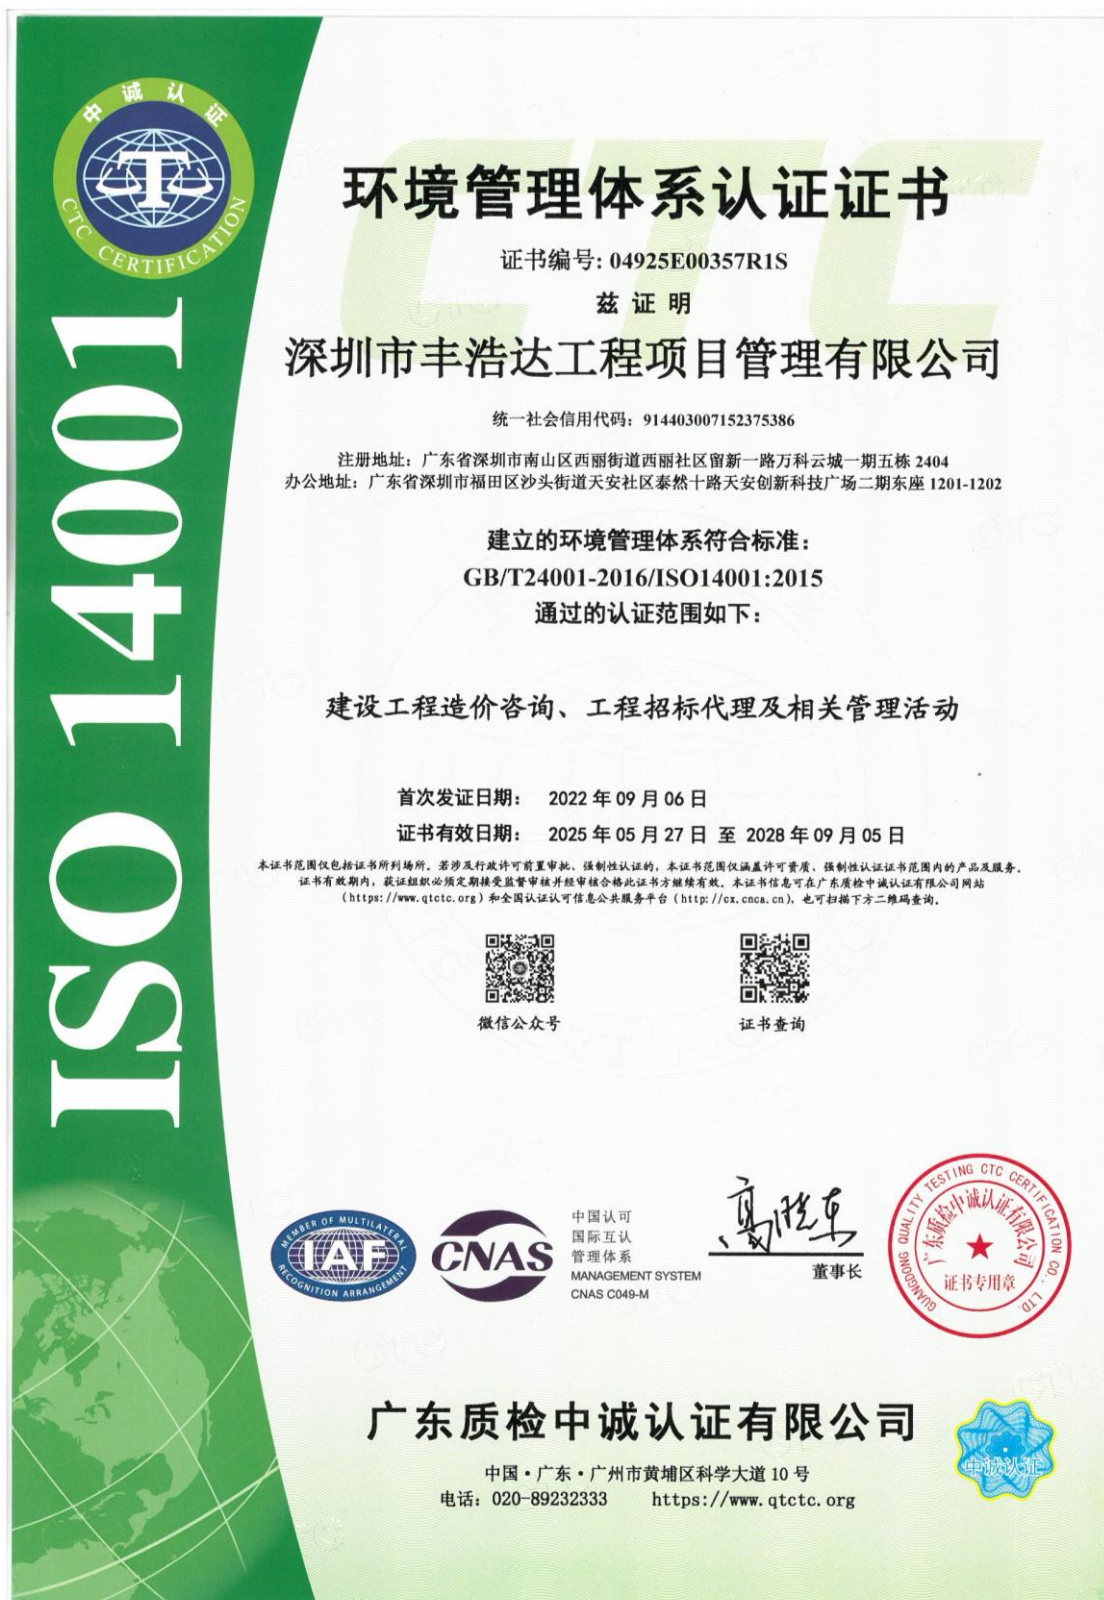 中诚认证
CTC CERTIFICATION
ISO 14001
CTC
环境管理体系认证证书
证书编号: 04925E00357R1S
兹证明
深圳市丰浩达工程项目管理有限公司
统一社会信用代码：914403007152375386
注册地址：广东省深圳市南山区西丽街道西丽社区留新一路万科云城一期五栋 2404
办公地址：广东省深圳市福田区沙头街道天安社区泰然十路天安创新科技广场二期东座 1201-1202
建立的环境管理体系符合标准：
GB/T24001-2016/ISO14001:2015
通过的认证范围如下：
建设工程造价咨询、工程招标代理及相关管理活动
首次发证日期： 2022 年 09 月 06 日
证书有效日期： 2025 年 05 月 27 日 至 2028 年 09 月 05 日
本证书范围仅包括证书所列场所。若涉及行政许可前置审批、强制性认证的，本证书范围仅涵盖许可资质、强制性认证证书范围内的产品及服务。
证书有效期内，获证组织必须定期接受监督审核并经审核合格此证书方继续有效。本证书信息可在广东质检中诚认证有限公司网站
（https://www.qtctc.org）和全国认证认可信息公共服务平台（http://cx.cnca.cn），也可扫描下方二维码查询。
微信公众号
证书查询
MEMBER OF MULTILATERAL
IAF
RECOGNITION ARRANGEMENT
CNAS
中国认可
国际互认
管理体系
MANAGEMENT SYSTEM
CNAS C049-M
高晓东
董事长
GUANGDONG QUALITY TESTING CTC CERTIFICATION CO., LTD.
广东质检中诚认证有限公司
证书专用章
广东质检中诚认证有限公司
中国·广东·广州市黄埔区科学大道 10 号
电话：020-89232333 https://www.qtctc.org
中诚认证